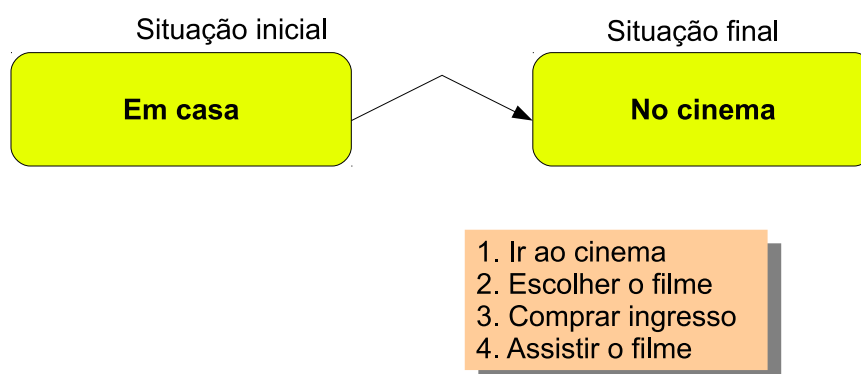 Situação inicial
Situação final
Em casa
No cinema
1. Ir ao cinema
2. Escolher o filme
3. Comprar ingresso
4. Assistir o filme